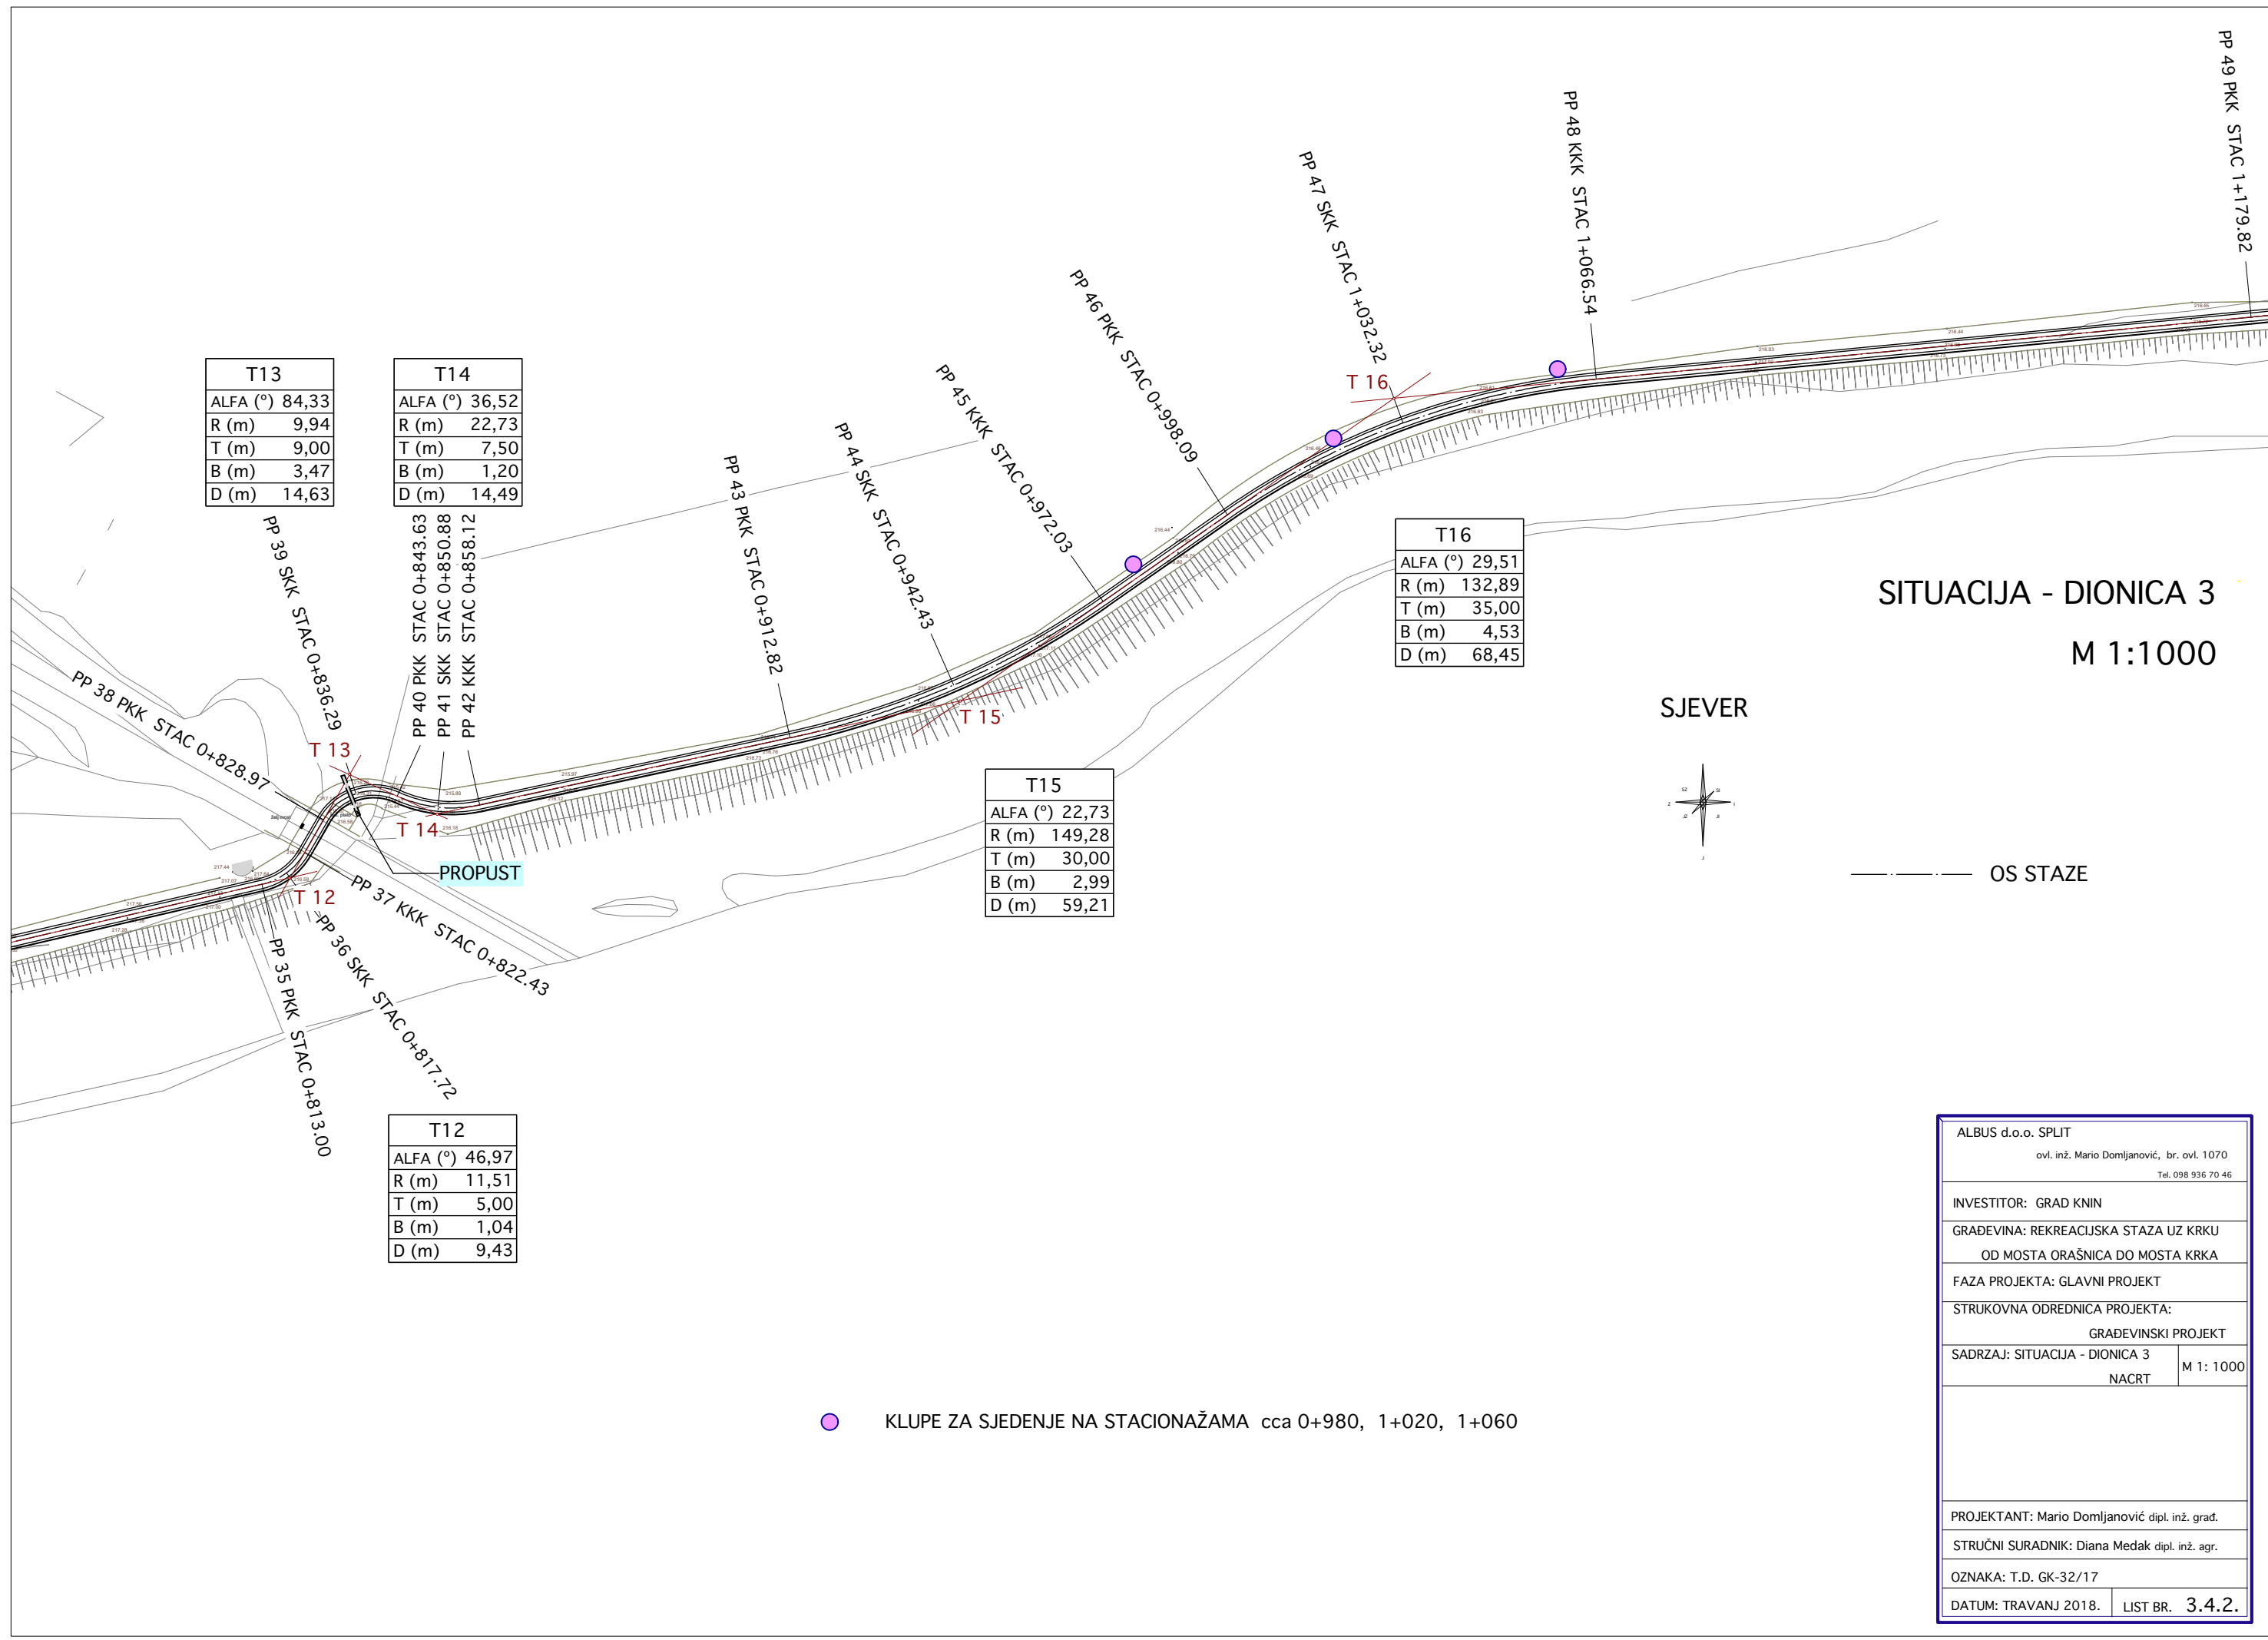 PP 49 PKK  STAC 1+179.82
PP 48 KKK  STAC 1+066.54
PP 47 SKK  STAC 1+032.32
PP 46 PKK  STAC 0+998.09
PP 45 KKK  STAC 0+972.03
PP 44 SKK  STAC 0+942.43
PP 43 PKK  STAC 0+912.82
T 16
T13
ALFA (º) 84,33
R (m) 9,94
T (m) 9,00
B (m) 3,47
D (m) 14,63
T14
ALFA (º) 36,52
R (m) 22,73
T (m) 7,50
B (m) 1,20
D (m) 14,49
PP 39 SKK  STAC 0+836.29
PP 40 PKK  STAC 0+843.63
PP 41 SKK  STAC 0+850.88
PP 42 KKK  STAC 0+858.12
T16
ALFA (º) 29,51
R (m) 132,89
T (m) 35,00
B (m) 4,53
D (m) 68,45
SITUACIJA - DIONICA 3
M 1:1000
SJEVER
PP 38 PKK  STAC 0+828.97
T 13
T 15
T 14
T15
ALFA (º) 22,73
R (m) 149,28
T (m) 30,00
B (m) 2,99
D (m) 59,21
PROPUST
OS STAZE
T 12
PP 37 KKK  STAC 0+822.43
PP 36 SKK  STAC 0+817.72
PP 35 PKK  STAC 0+813.00
T12
ALFA (º) 46,97
R (m) 11,51
T (m) 5,00
B (m) 1,04
D (m) 9,43
KLUPE ZA SJEDENJE NA STACIONAŽAMA  cca 0+980,  1+020,  1+060
ALBUS d.o.o. SPLIT
ovl. inž. Mario Domljanović,  br. ovl. 1070
Tel. 098 936 70 46
INVESTITOR:  GRAD KNIN
GRAĐEVINA: REKREACIJSKA STAZA UZ KRKU
OD MOSTA ORAŠNICA DO MOSTA KRKA
FAZA PROJEKTA: GLAVNI PROJEKT
STRUKOVNA ODREDNICA PROJEKTA:
GRAĐEVINSKI PROJEKT
SADRZAJ: SITUACIJA - DIONICA 3
NACRT
M 1: 1000
PROJEKTANT: Mario Domljanović dipl. inž. građ.
STRUČNI SURADNIK: Diana Medak dipl. inž. agr.
OZNAKA: T.D. GK-32/17
DATUM: TRAVANJ 2018.
LIST BR.  3.4.2.